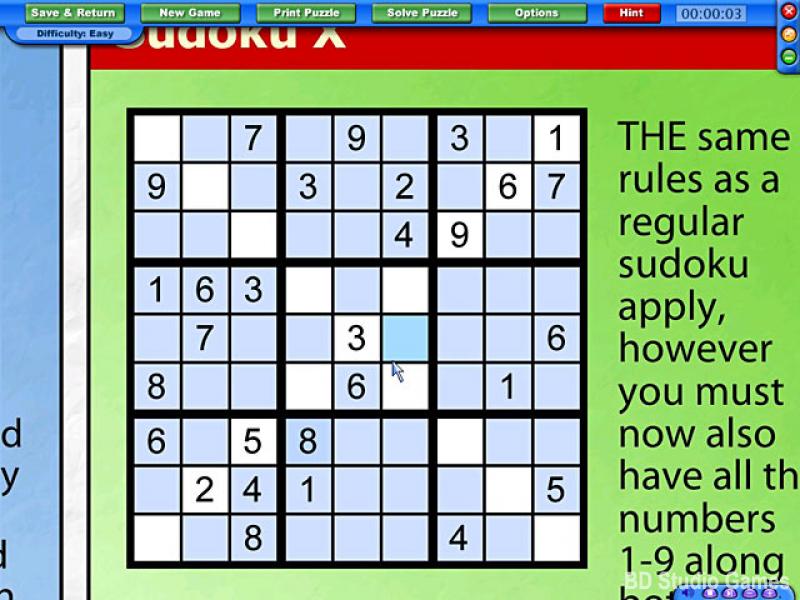 Save & Return New Game Print Puzzle Solve Puzzle Options Hint 00:00:03
Difficulty: Easy
Sudoku X
7 9 3 1
9 3 2 6 7
4 9
1 6 3
7 3 6
8 6 1
6 5 8
2 4 1 5
8 4
THE same
rules as a
regular
sudoku
apply,
however
you must
now also
have all th
numbers
1-9 along
d
y
BD Studio Games